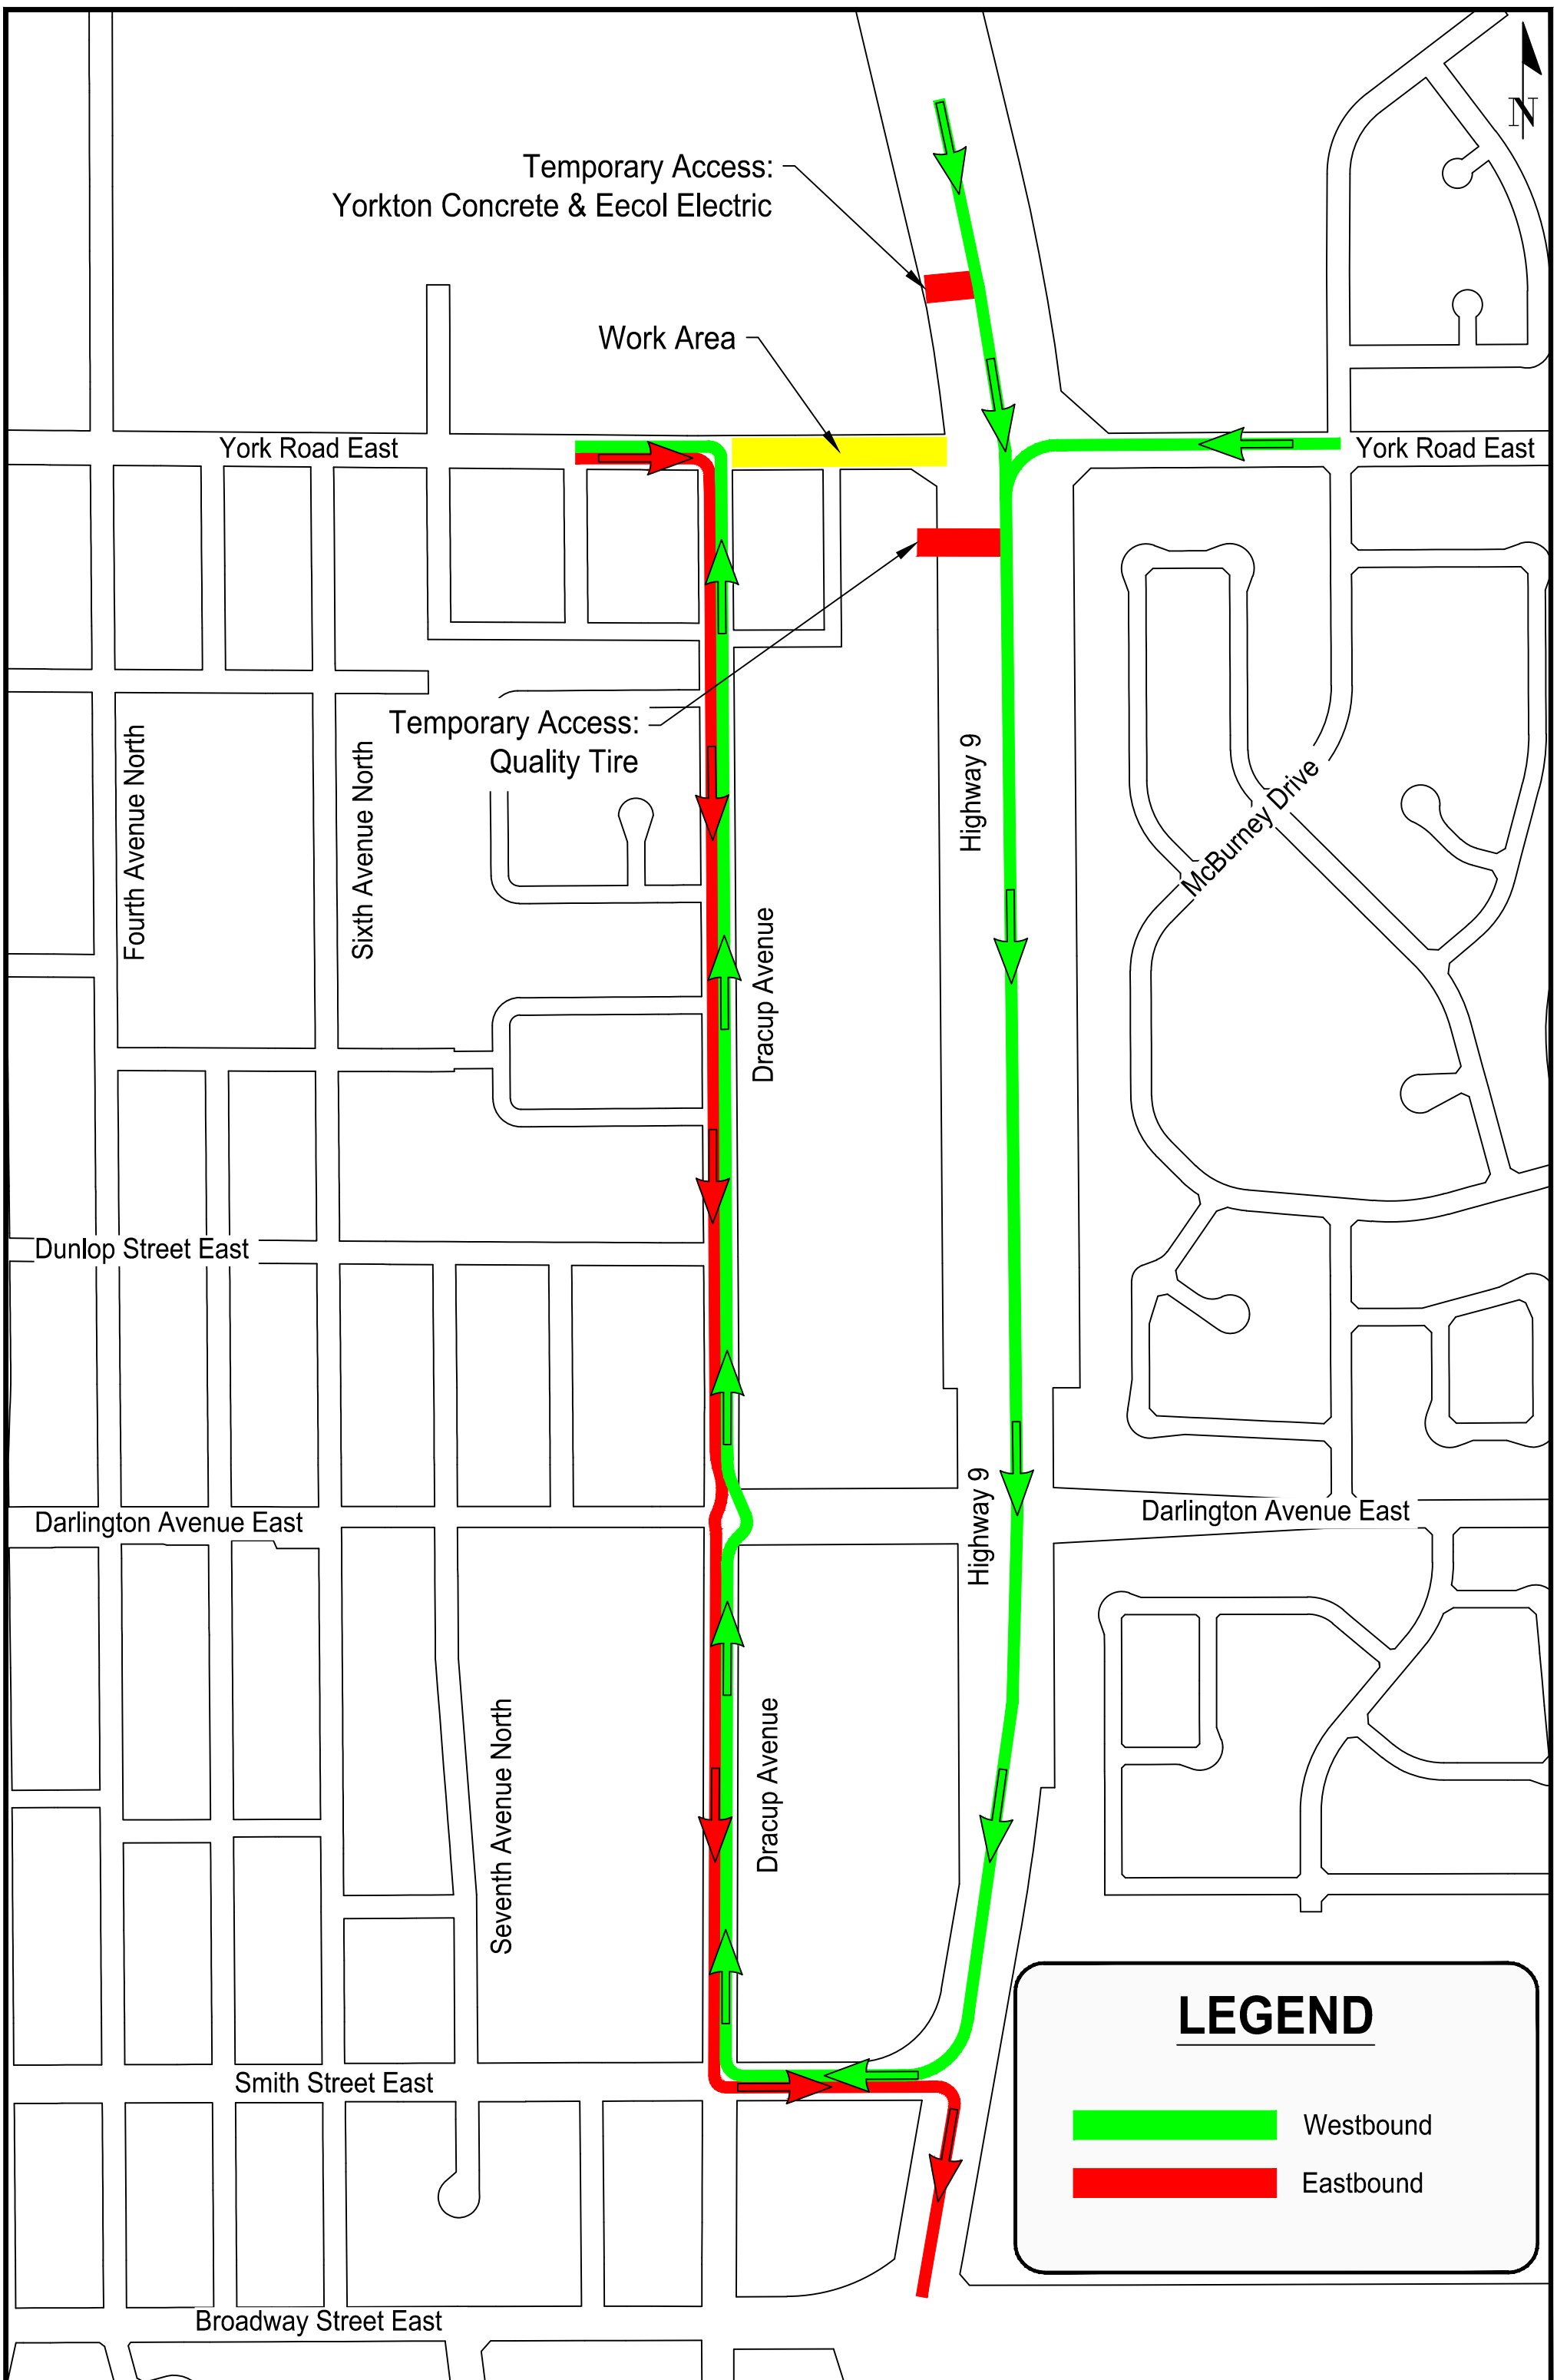 N
Temporary Access:
Yorkton Concrete & Eecol Electric
Work Area
York Road East
York Road East
Temporary Access:
Quality Tire
Fourth Avenue North
Sixth Avenue North
Highway 9
McBurney Drive
Dracup Avenue
Dunlop Street East
Highway 9
Darlington Avenue East
Darlington Avenue East
Seventh Avenue North
Dracup Avenue
LEGEND
Smith Street East
Westbound
Eastbound
Broadway Street East